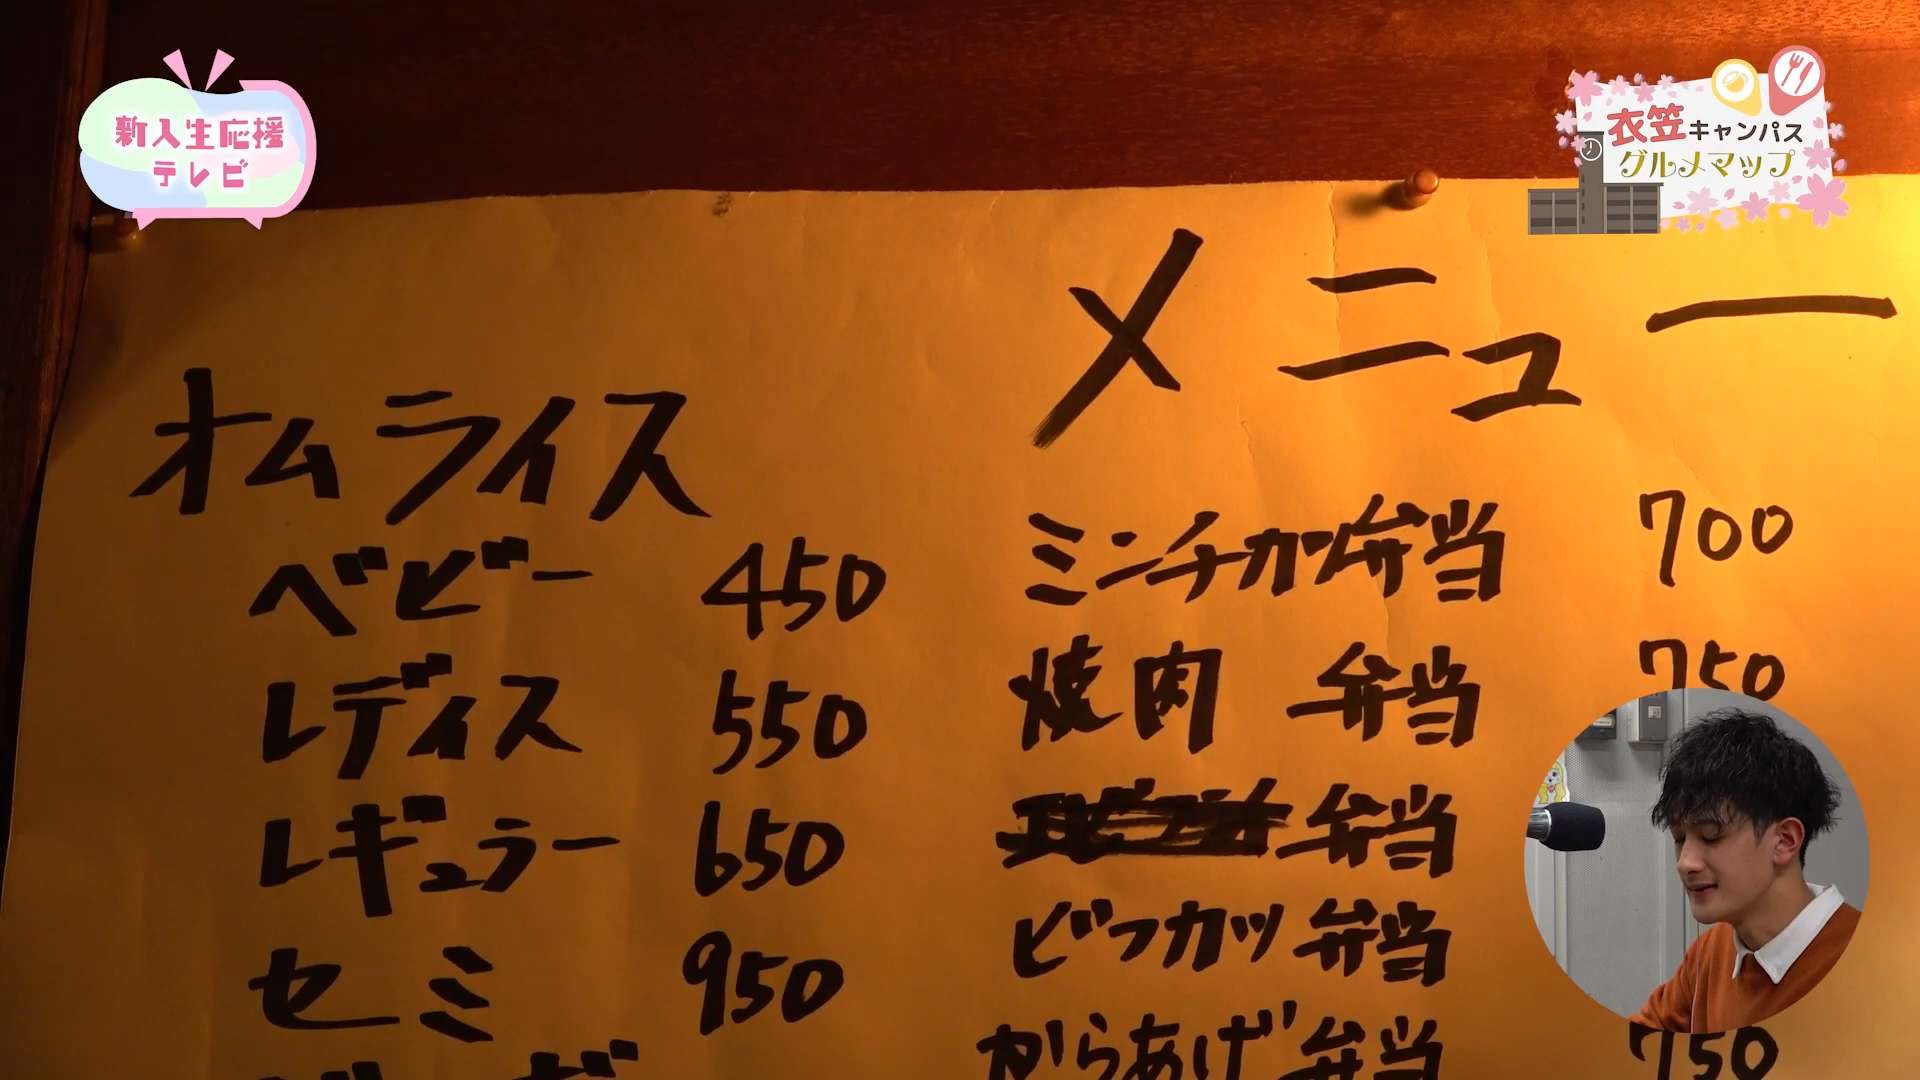 新入生応援
テレビ
衣笠キャンパス
グルメマップ
メニュー
オムライス
ベビー 450
レディス 550
レギュラー 650
セミ 950
ミンチカツ弁当 700
焼肉 弁当 750
弁当
ビフカツ弁当
からあげ弁当 750